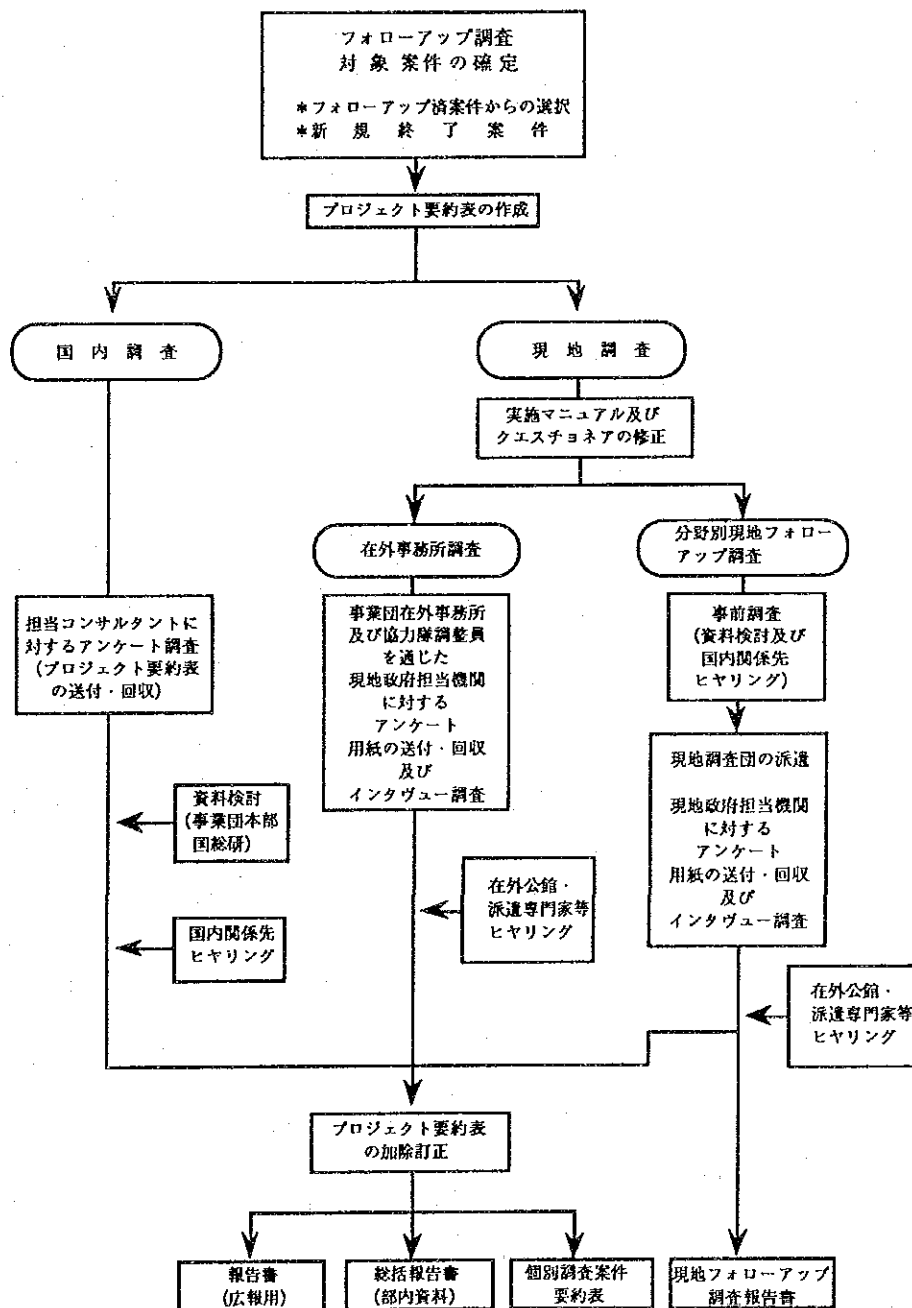 フォローアップ調査
対象案件の確定
＊フォローアップ済案件からの選択
＊新規終了案件
プロジェクト要約表の作成
国内調査
現地調査
実施マニュアル及び
クエスチョネアの修正
在外事務所調査
分野別現地フォロー
アップ調査
担当コンサルタントに
対するアンケート調査
(プロジェクト要約表
の送付・回収)
事業団在外事務所
及び協力隊調整員
を通じた
現地政府担当機関
に対する
アンケート
用紙の送付・回収
及び
インタヴュー調査
事前調査
(資料検討及び
国内関係先
ヒヤリング)
現地調査団の派遣
現地政府担当機関
に対する
アンケート
用紙の送付・回収
及び
インタヴュー調査
資料検討
(事業団本部
国総研)
国内関係先
ヒヤリング
在外公館・
派遣専門家等
ヒヤリング
在外公館・
派遣専門家等
ヒヤリング
プロジェクト要約表
の加除訂正
報告書
(広報用)
総括報告書
(部内資料)
個別調査案件
要約表
現地フォローアップ
調査報告書